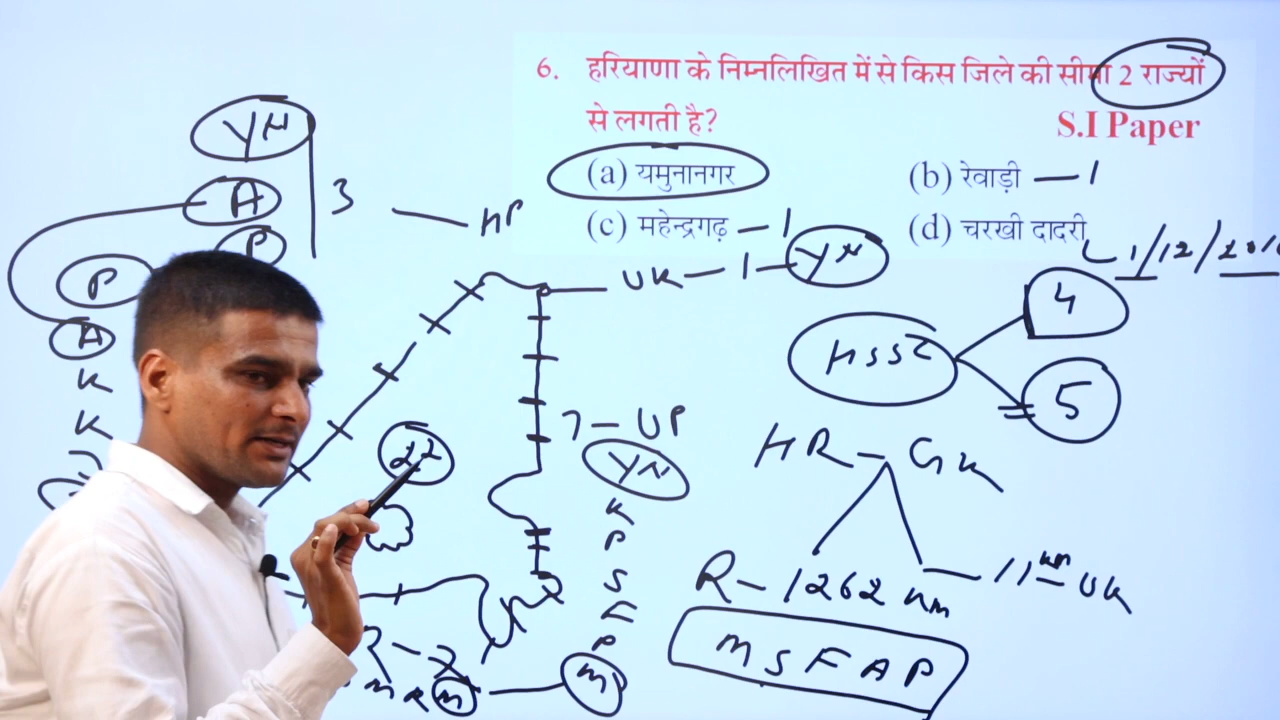 6. हरियाणा के निम्नलिखित में से किस जिले की सीमा 2 राज्यों
से लगती है?
S.I Paper
(a) यमुनानगर
(b) रेवाड़ी — 1
(c) महेन्द्रगढ़ — 1
(d) चरखी दादरी
YN
A
P
3 — HP
UK — 1 — YN
P
A
K
K
22
7 — UP
YN
K
P
S
F
P
M
HSSC
4
5
HR — GK
R — 1262 km
11 km UK
MSFAP